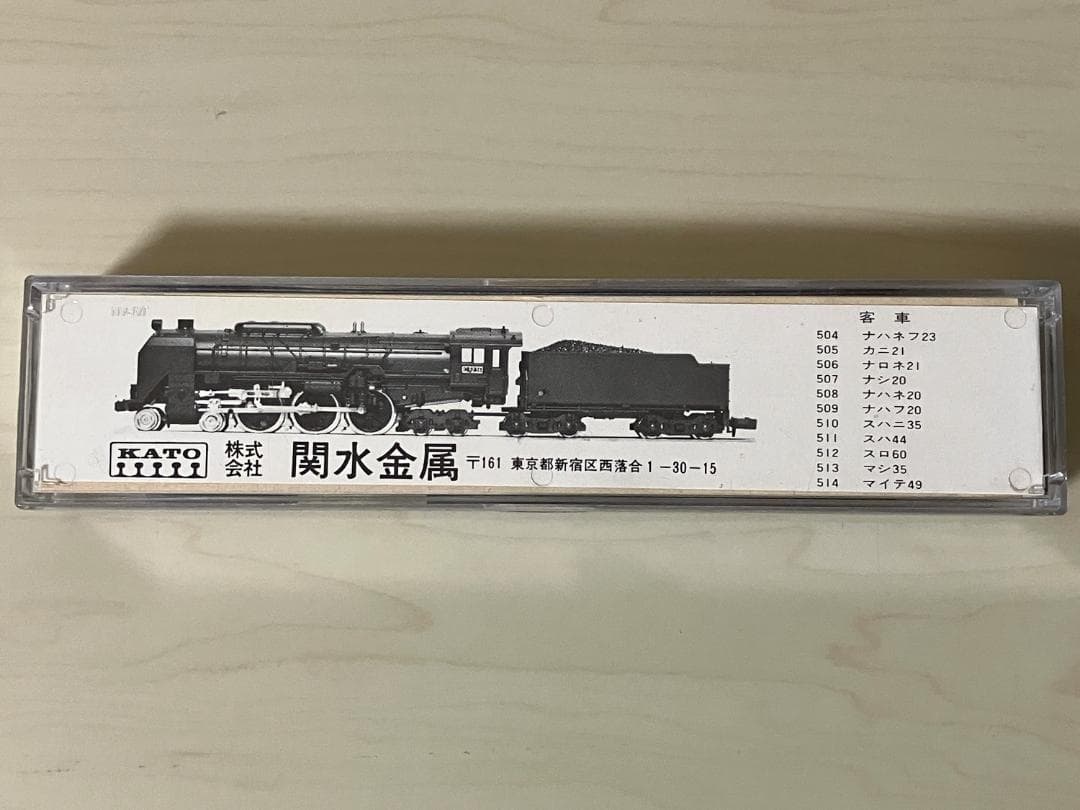 KATO
株式会社
関水金属
〒161 東京都新宿区西落合1-30-15
客車
504 ナハネフ23
505 カニ21
506 ナロネ21
507 ナシ20
508 ナハネ20
509 ナハフ20
510 スハニ35
511 スハ44
512 スロ60
513 マシ35
514 マイテ49